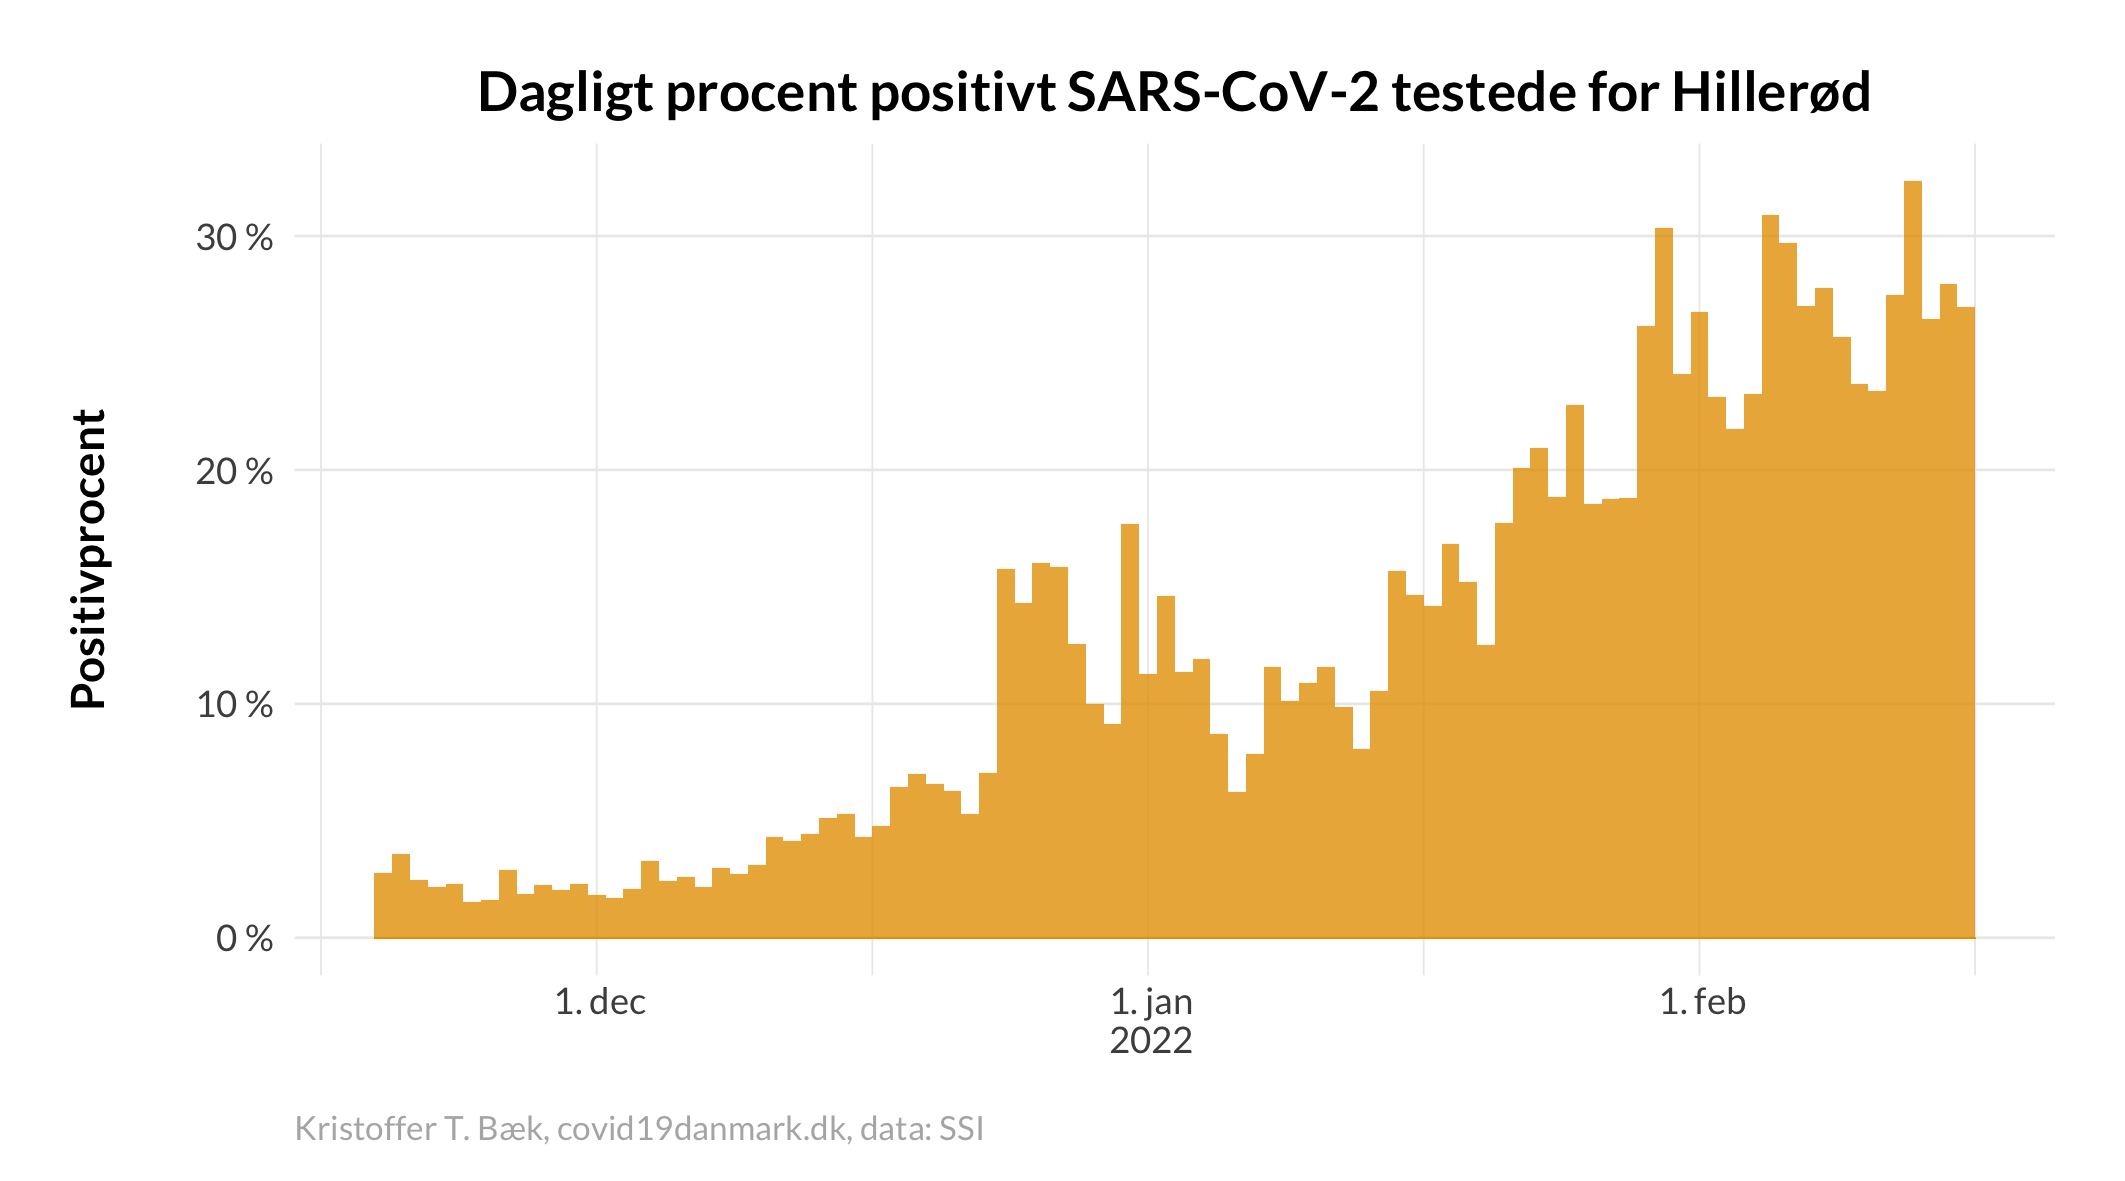 Dagligt procent positivt SARS-CoV-2 testede for Hillerød
Positivprocent
30 %
20 %
10 %
0 %
1. dec
1. jan
2022
1. feb
Kristoffer T. Bæk, covid19danmark.dk, data: SSI